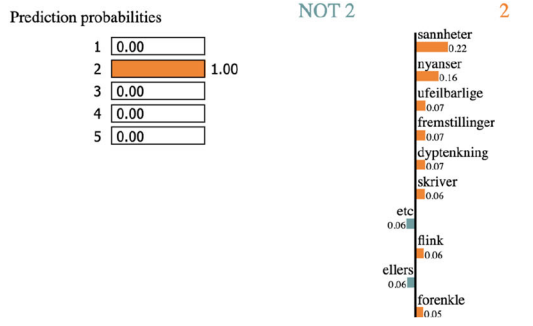 Prediction probabilities
1 0.00
2 1.00
3 0.00
4 0.00
5 0.00
NOT 2 2
sannheter
0.22
nyanser
0.16
ufeilbarlige
0.07
fremstillinger
0.07
dyptenkning
0.07
skriver
0.06
etc
0.06
flink
0.06
ellers
0.06
forenkle
0.05